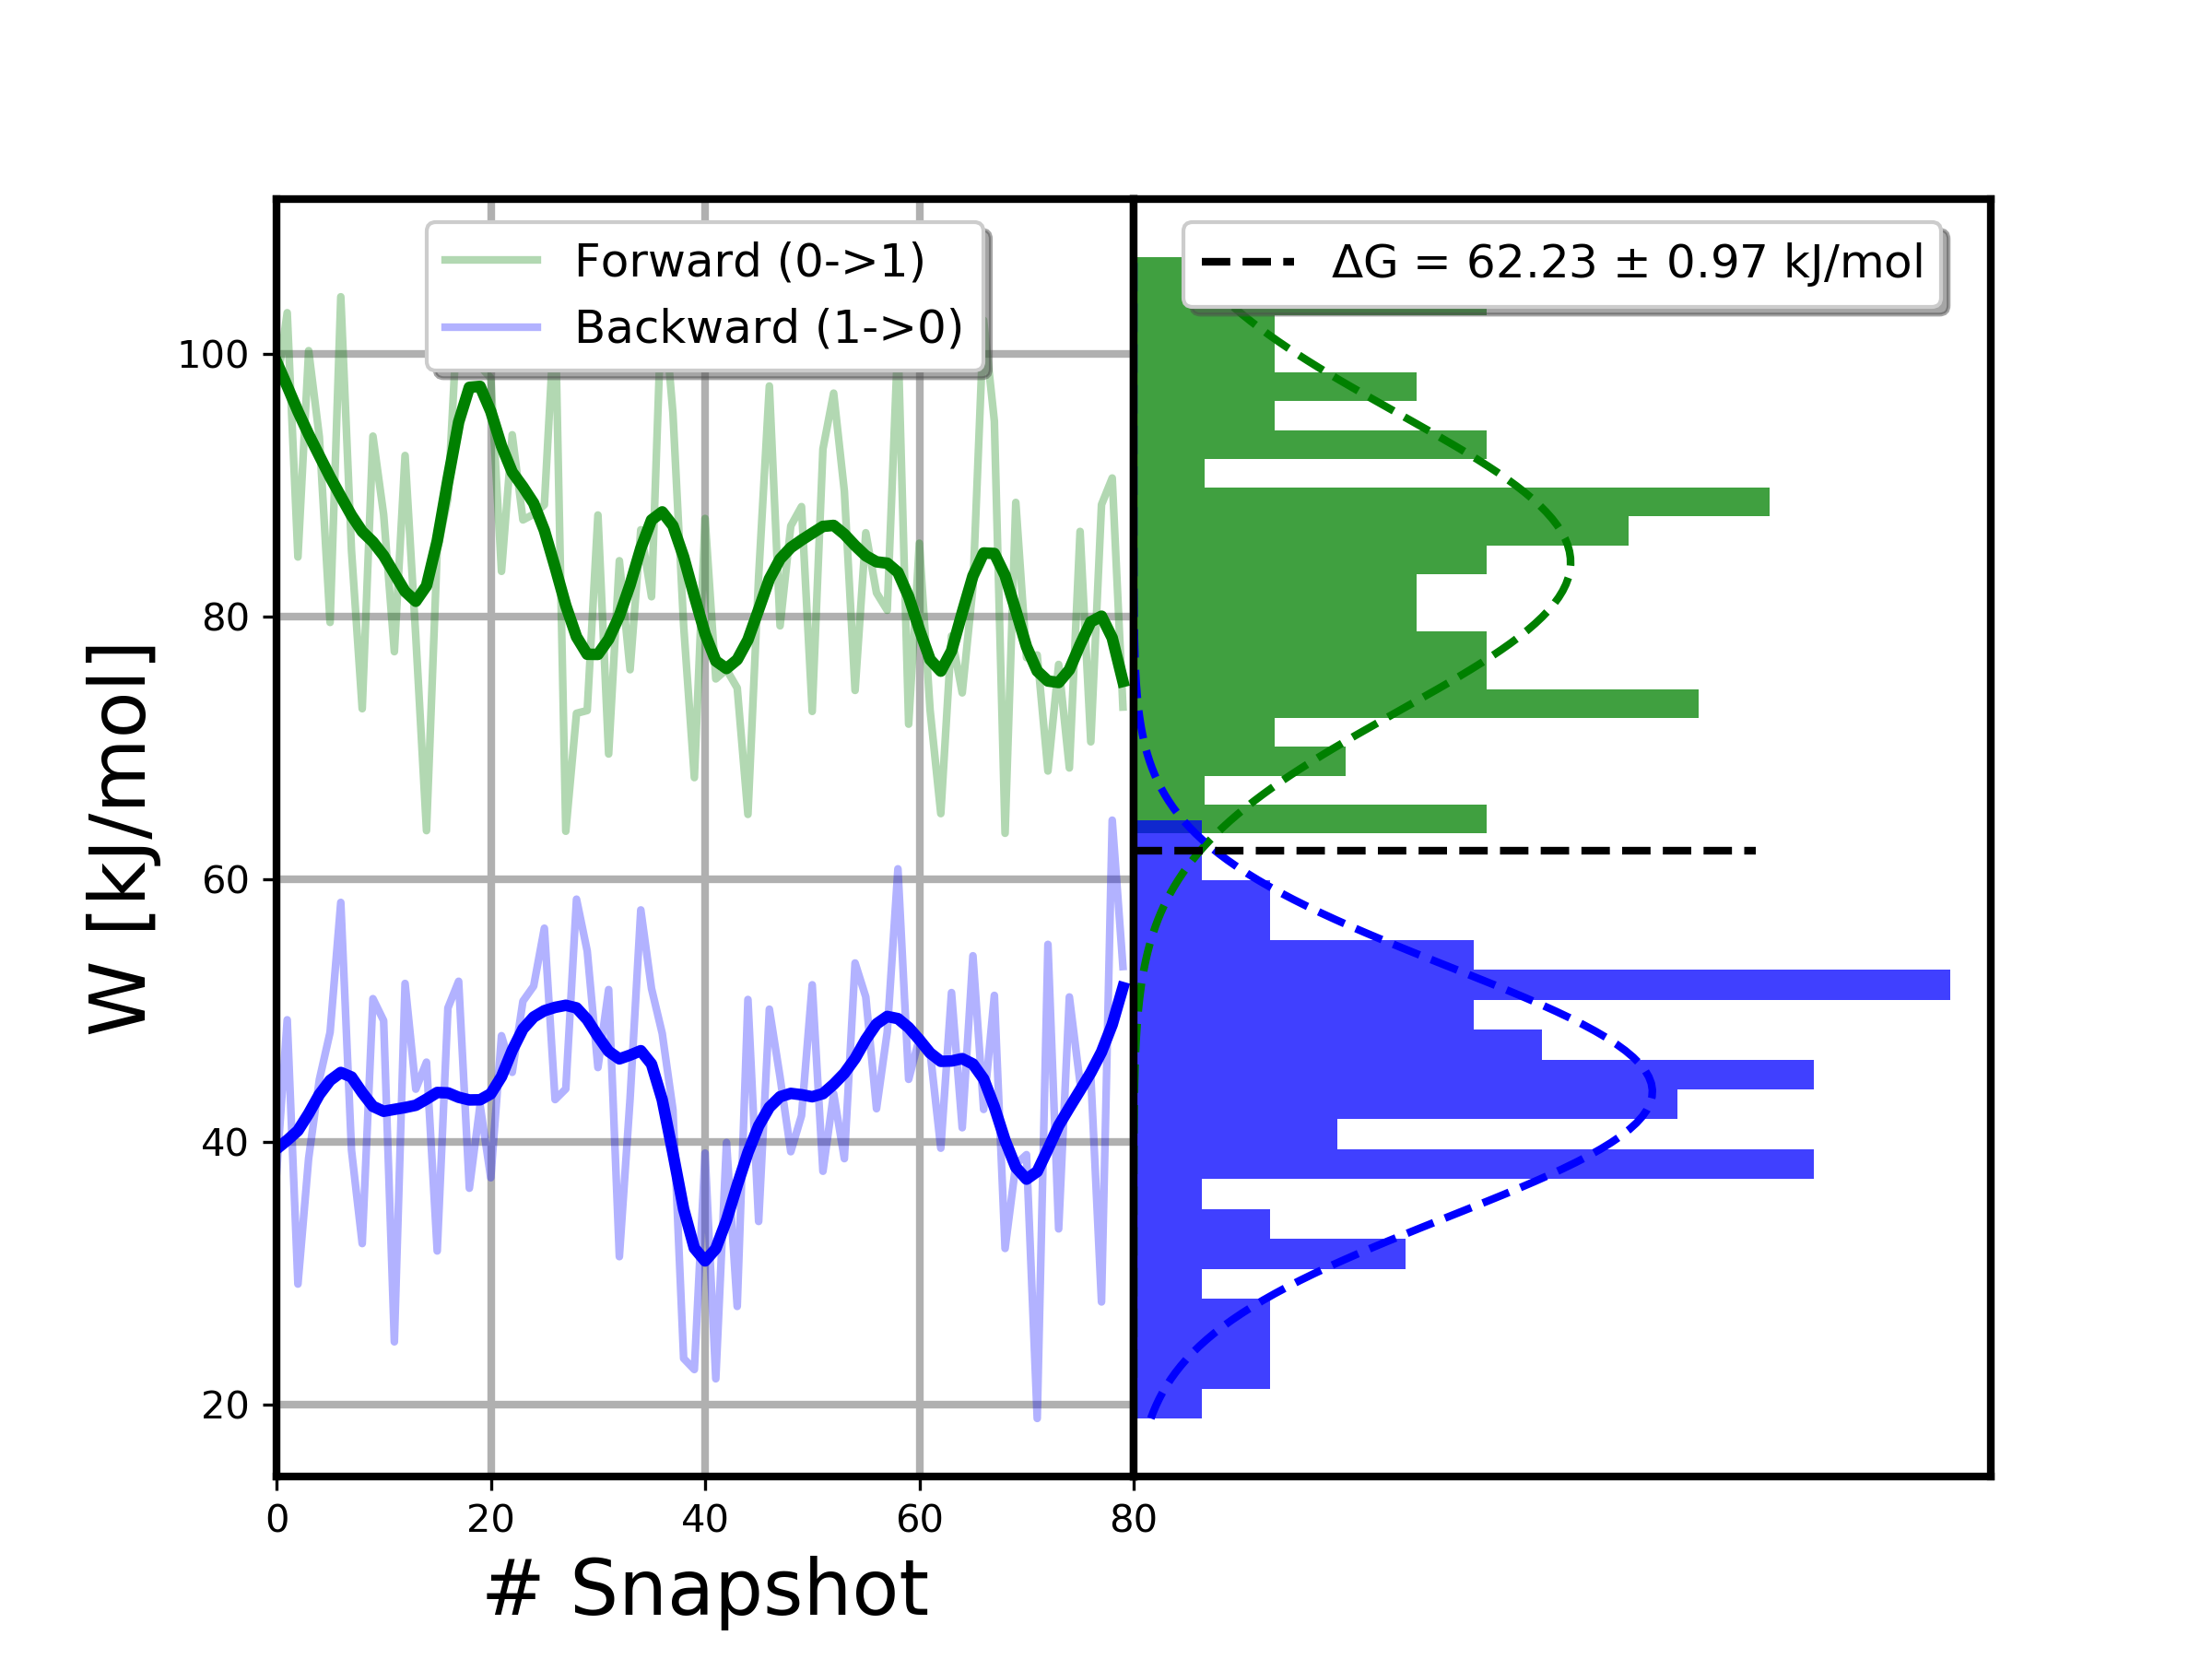 Forward (0->1)
Backward (1->0)
ΔG = 62.23 ± 0.97 kJ/mol
W [kJ/mol]
100
80
60
40
20
0
20
40
60
80
# Snapshot